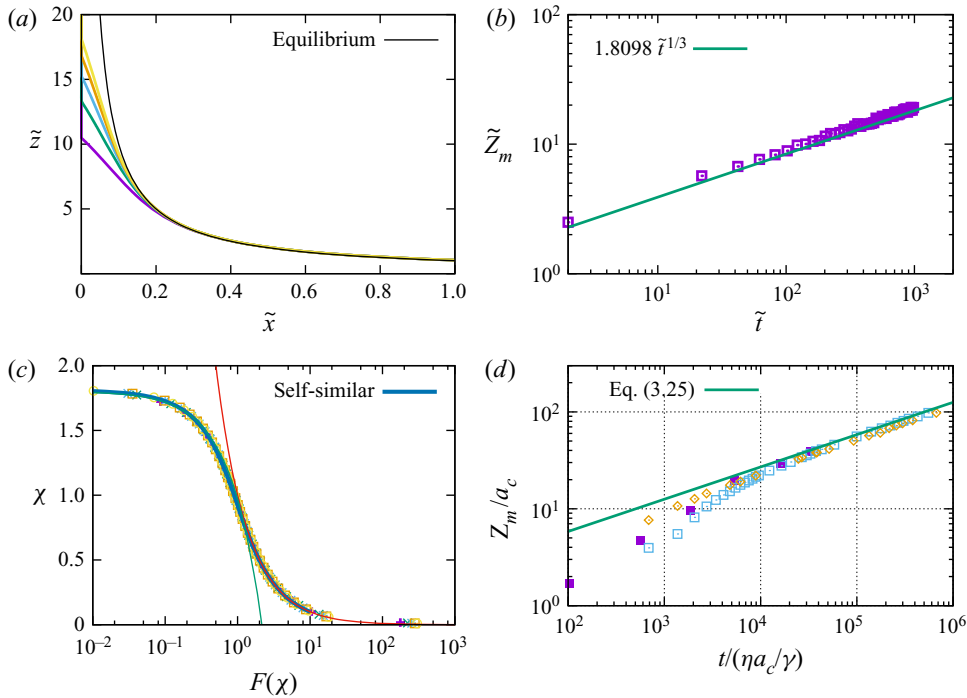 (a)
20
15
10
5
0
0.2
0.4
0.6
0.8
1.0
z̃
x̃
Equilibrium
(b)
10²
10¹
10⁰
10¹
10²
10³
Z̃ₘ
t̃
1.8098 t̃^1/3
(c)
2.0
1.5
1.0
0.5
0
10⁻²
10⁻¹
10⁰
10¹
10²
10³
χ
F(χ)
Self-similar
(d)
10²
10¹
10⁰
10²
10³
10⁴
10⁵
10⁶
Zₘ/a_c
t/(ηa_c/γ)
Eq. (3.25)